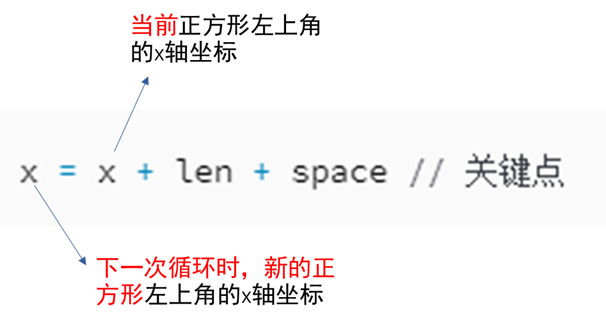 当前正方形左上角
的x轴坐标
x = x + len + space // 关键点
下一次循环时，新的正
方形左上角的x轴坐标